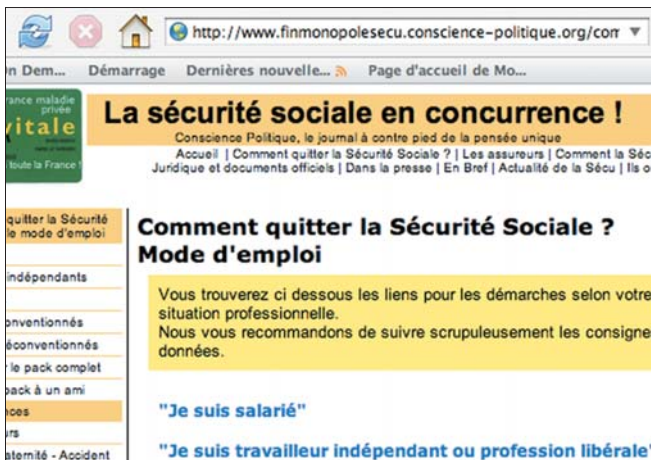 http://www.finmonopolesecu.conscience-politique.org/com
Dem... Démarrage Dernières nouvelle... Page d'accueil de Mo...
maladie
privée
vitale
toute la France !
La sécurité sociale en concurrence !
Conscience Politique, le journal à contre pied de la pensée unique
Accueil | Comment quitter la Sécurité Sociale ? | Les assureurs | Comment la Séc
Juridique et documents officiels | Dans la presse | En Bref | Actualité de la Sécu | Ils o
quitter la Sécurité
le mode d'emploi
indépendants
onventionnés
éconventionnés
le pack complet
pack à un ami
nces
urs
aternité - Accident
Comment quitter la Sécurité Sociale ?
Mode d'emploi
Vous trouverez ci dessous les liens pour les démarches selon votre
situation professionnelle.
Nous vous recommandons de suivre scrupuleusement les consigne
données.
"Je suis salarié"
"Je suis travailleur indépendant ou profession libérale"